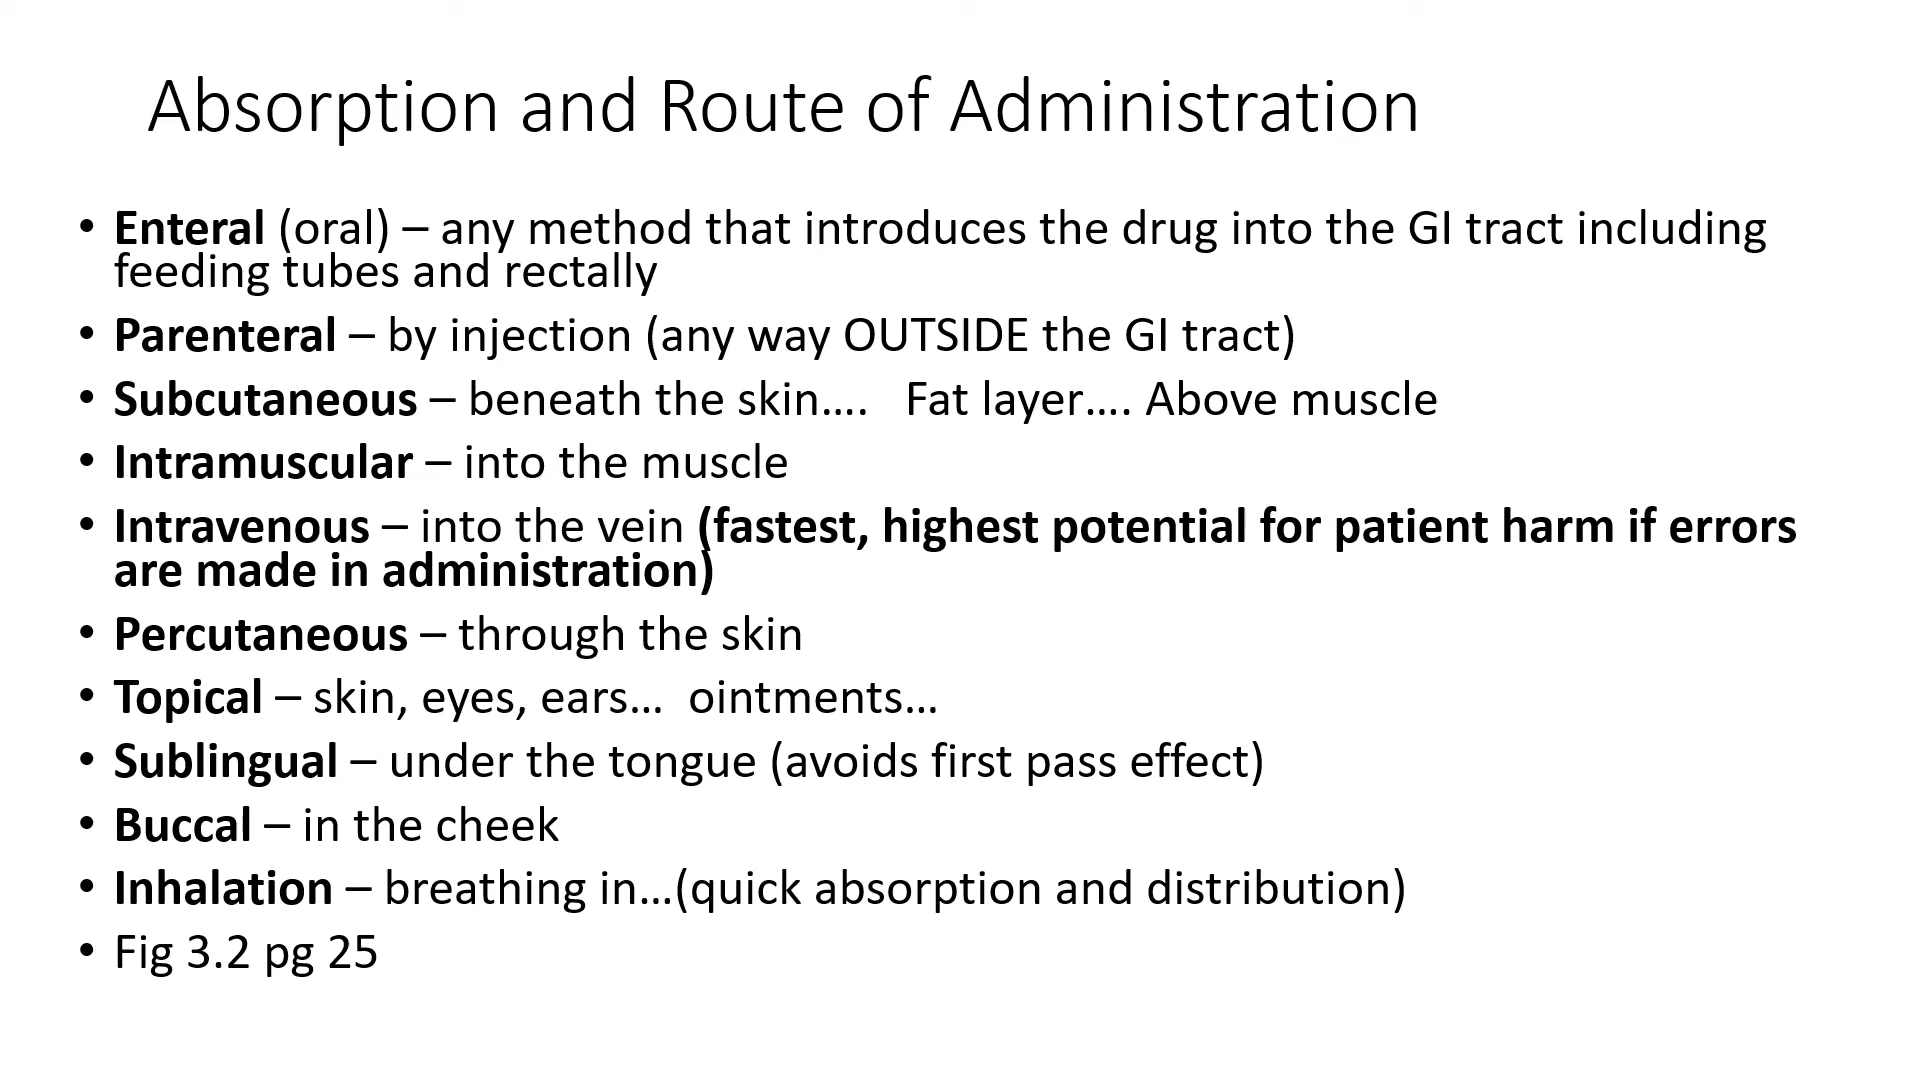 Absorption and Route of Administration
• Enteral (oral) – any method that introduces the drug into the GI tract including
feeding tubes and rectally
• Parenteral – by injection (any way OUTSIDE the GI tract)
• Subcutaneous – beneath the skin.... Fat layer.... Above muscle
• Intramuscular – into the muscle
• Intravenous – into the vein (fastest, highest potential for patient harm if errors
are made in administration)
• Percutaneous – through the skin
• Topical – skin, eyes, ears... ointments...
• Sublingual – under the tongue (avoids first pass effect)
• Buccal – in the cheek
• Inhalation – breathing in...(quick absorption and distribution)
• Fig 3.2 pg 25